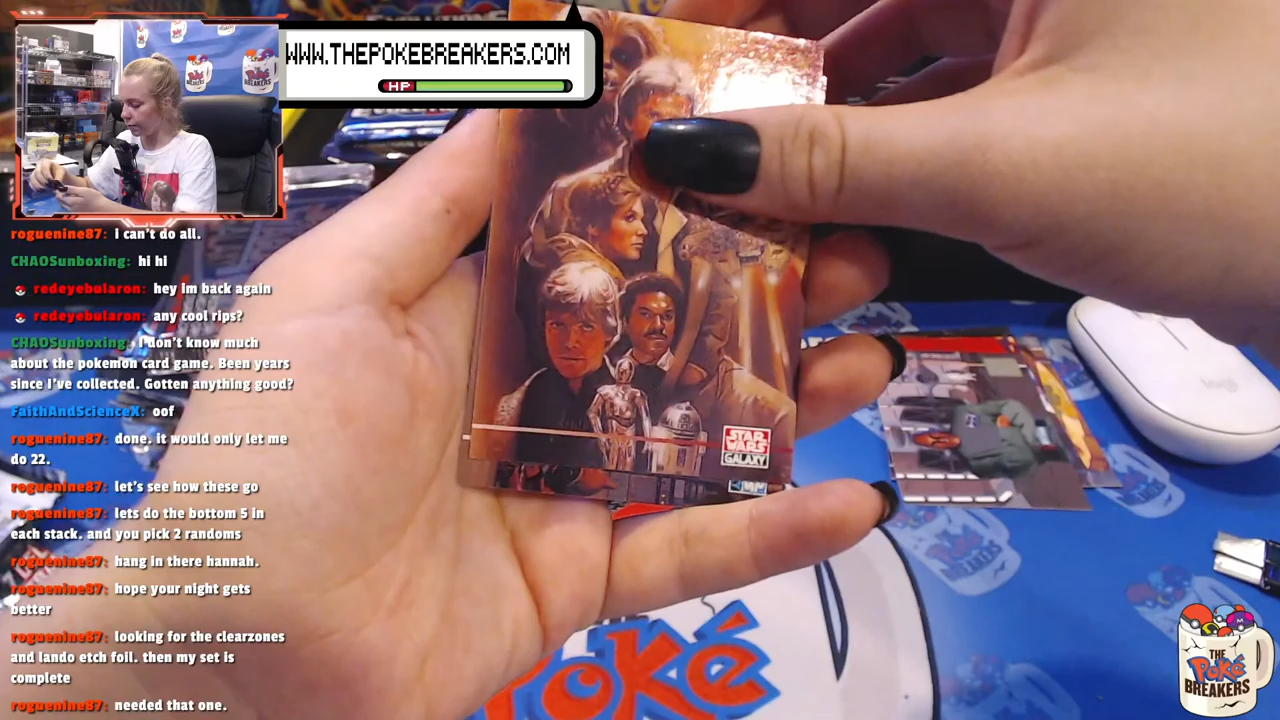 WWW.THEPOKEBREAKERS.COM
HP
roguenine87: I can't do all.
CHAOSunboxing: hi hi
redeyebularon: hey im back again
redeyebularon: any cool rips?
CHAOSunboxing: I don't know much
about the pokemon card game. Been years
since I've collected. Gotten anything good?
FaithAndScienceX: oof
roguenine87: done. it would only let me
do 22.
roguenine87: let's see how these go
roguenine87: lets do the bottom 5 in
each stack. and you pick 2 randoms
roguenine87: hang in there hannah.
roguenine87: hope your night gets
better
roguenine87: looking for the clearzones
and lando etch foil. then my set is
complete
roguenine87: needed that one.
STAR
WARS
GALAXY
Poké
THE
Poké
BREAKERS
logi